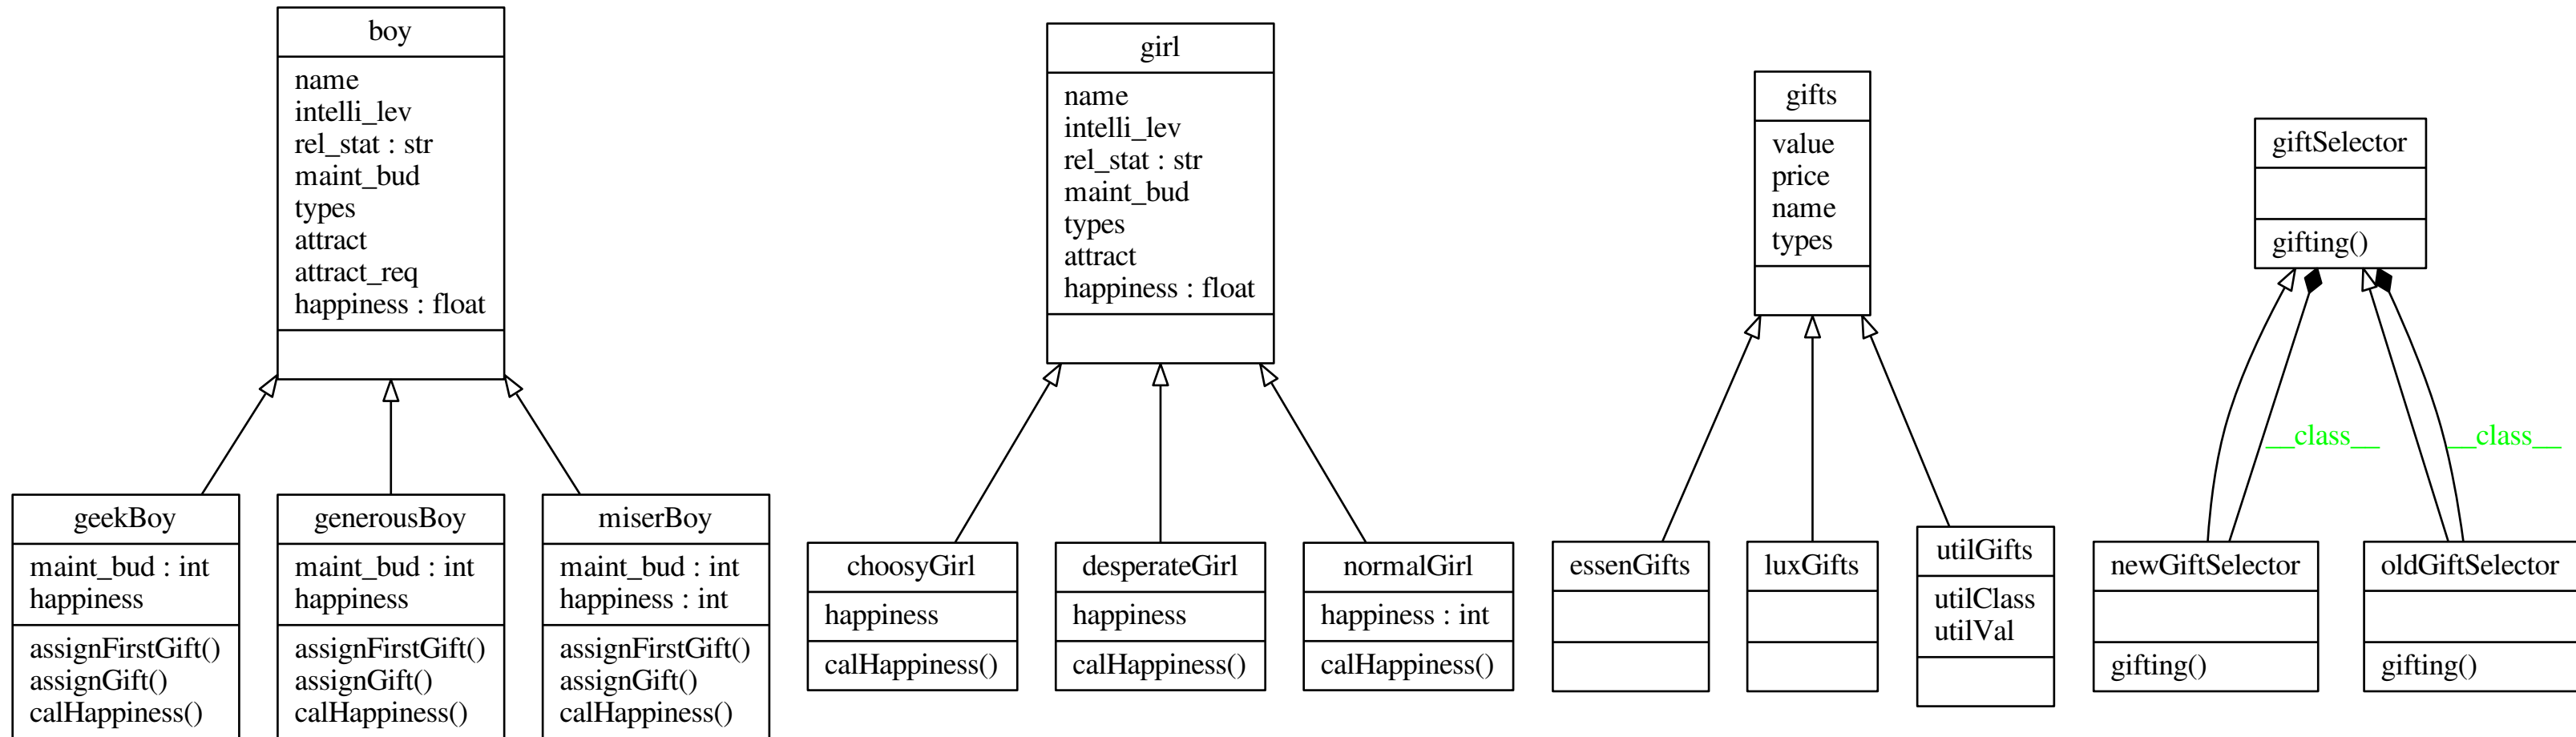 boy
name
intelli_lev
rel_stat : str
maint_bud
types
attract
attract_req
happiness : float
girl
name
intelli_lev
rel_stat : str
maint_bud
types
attract
happiness : float
gifts
value
price
name
types
giftSelector
gifting()
__class__
__class__
geekBoy
maint_bud : int
happiness
assignFirstGift()
assignGift()
calHappiness()
generousBoy
maint_bud : int
happiness
assignFirstGift()
assignGift()
calHappiness()
miserBoy
maint_bud : int
happiness : int
assignFirstGift()
assignGift()
calHappiness()
choosyGirl
happiness
calHappiness()
desperateGirl
happiness
calHappiness()
normalGirl
happiness : int
calHappiness()
essenGifts
luxGifts
utilGifts
utilClass
utilVal
newGiftSelector
gifting()
oldGiftSelector
gifting()